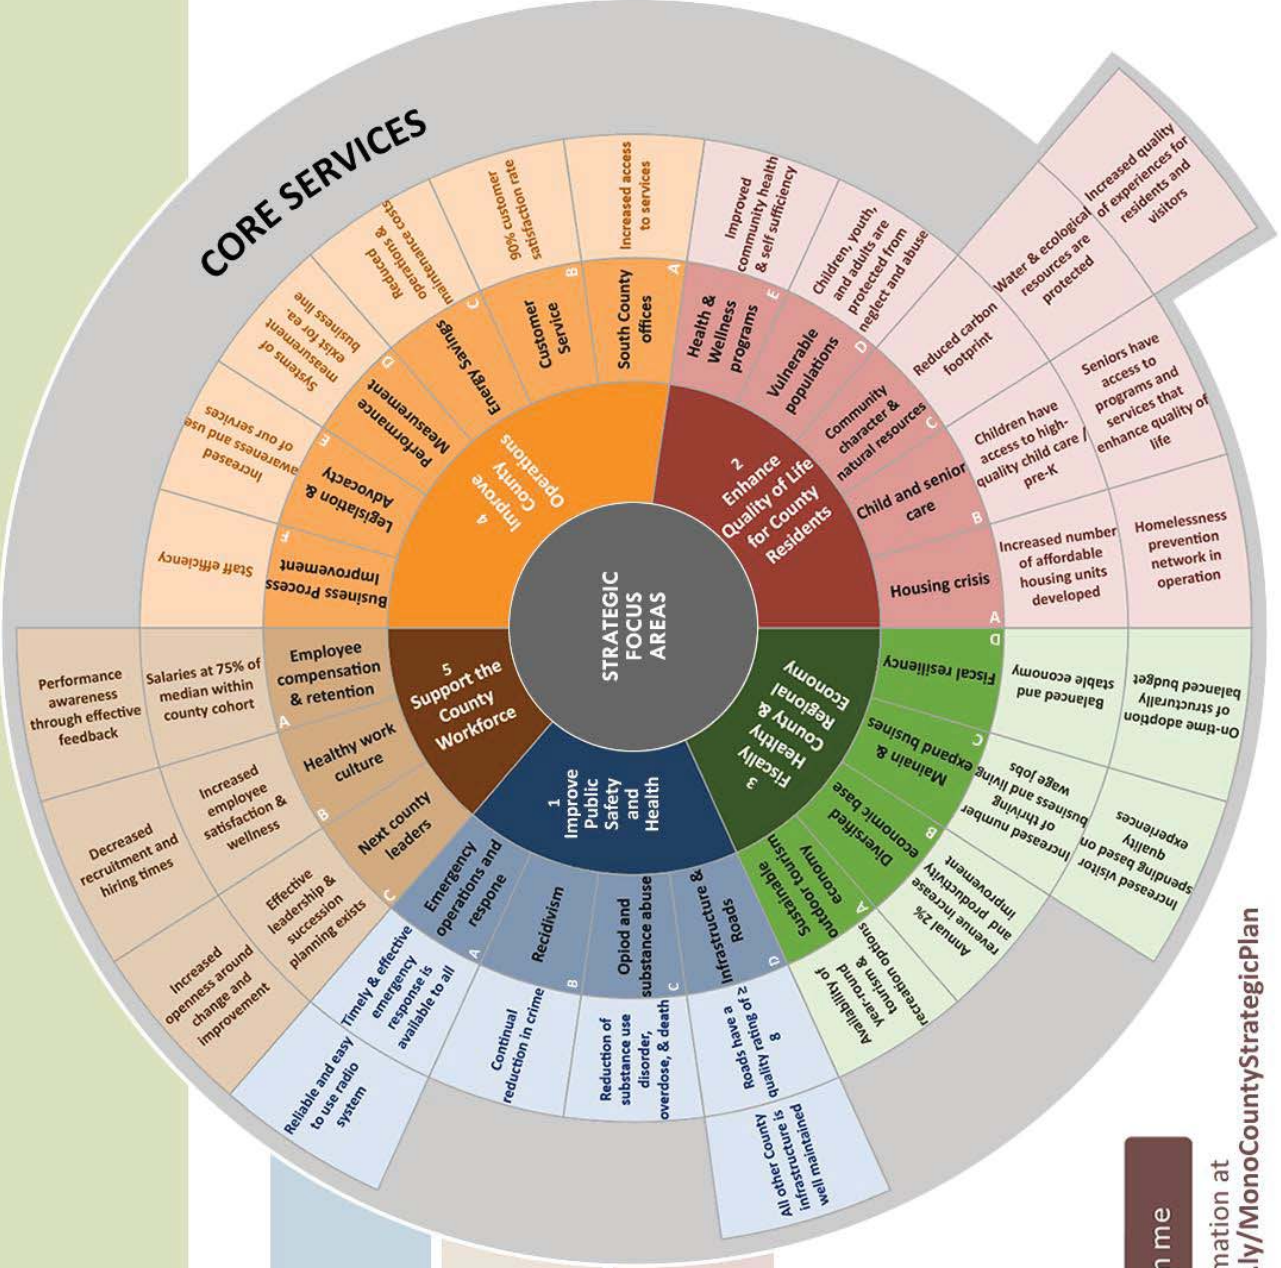 CORE SERVICES
STRATEGIC
FOCUS
AREAS
1
Improve
Public
Safety
and
Health
Emergency
operations and
respone
A
Timely & effective
emergency
response is
available to all
Reliable and easy
to use radio
system
Recidivism
B
Continual
reduction in crime
Opiod and
substance abuse
C
Reduction of
substance use
disorder,
overdose, & death
Infrastructure &
Roads
D
Roads have a
quality rating of ≥
8
All other County
infrastructure is
well maintained
2
Enhance
Quality of Life
for County
Residents
Housing crisis
A
Increased number
of affordable
housing units
developed
Homelessness
prevention
network in
operation
Child and senior
care
B
Children have
access to high-
quality child care /
pre-K
Seniors have
access to
programs and
services that
enhance quality of
life
Community
character &
natural resources
C
Reduced carbon
footprint
Water & ecological
resources are
protected
Increased quality
of experiences for
residents and
visitors
Vulnerable
populations
D
Children, youth,
and adults are
protected from
neglect and abuse
Health &
Wellness
programs
E
Improved
community health
& self sufficiency
3
Fiscally
Healthy
County &
Regional
Economy
Sustainable
outdoor tourism
economy
A
Availability of
year-round
tourism &
recreation options
Diversified
economic base
B
Annual 2%
revenue increase
and productivity
improvement
Maintain &
expand busines
C
Increased number
of thriving
business and living
wage jobs
Increased visitor
spending based on
quality
experiences
Fiscal resiliency
D
Balanced and
stable economy
On-time adoption
of structurally
balanced budget
4
Improve
County
Operations
South County
offices
A
Increased acess
to services
Customer
Service
B
90% customer
satisfaction rate
Energy Savings
C
Reduced
operations &
maintenance costs
Performance
Measurement
D
Systems of
measurement
exist for ea.
business line
Legislation &
Advocacy
E
Increased
awareness and use
of our services
Business Process
Improvement
F
Staff efficiency
5
Support the
County
Workforce
Employee
compensation
& retention
A
Salaries at 75% of
median within
county cohort
Performance
awareness
through effective
feedback
Healthy work
culture
B
Increased
employee
satisfaction &
wellness
Decreased
recruitment and
hiring times
Next county
leaders
C
Effective
leadership &
succession
planning exists
Increased
openness around
change and
improvement
me
mation at
.ly/MonoCountyStrategicPlan